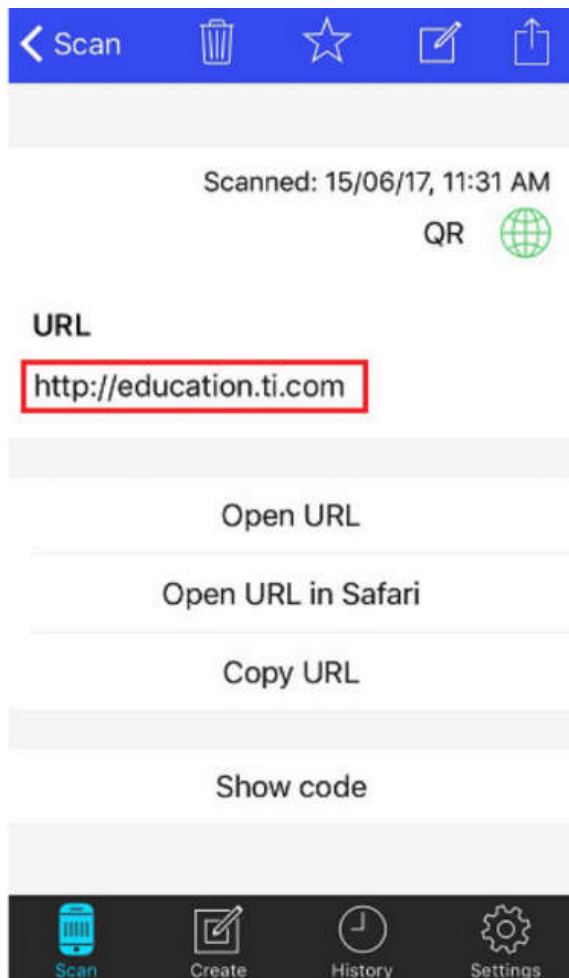 Scan
Scanned: 15/06/17, 11:31 AM
QR
URL
http://education.ti.com
Open URL
Open URL in Safari
Copy URL
Show code
Scan Create History Settings